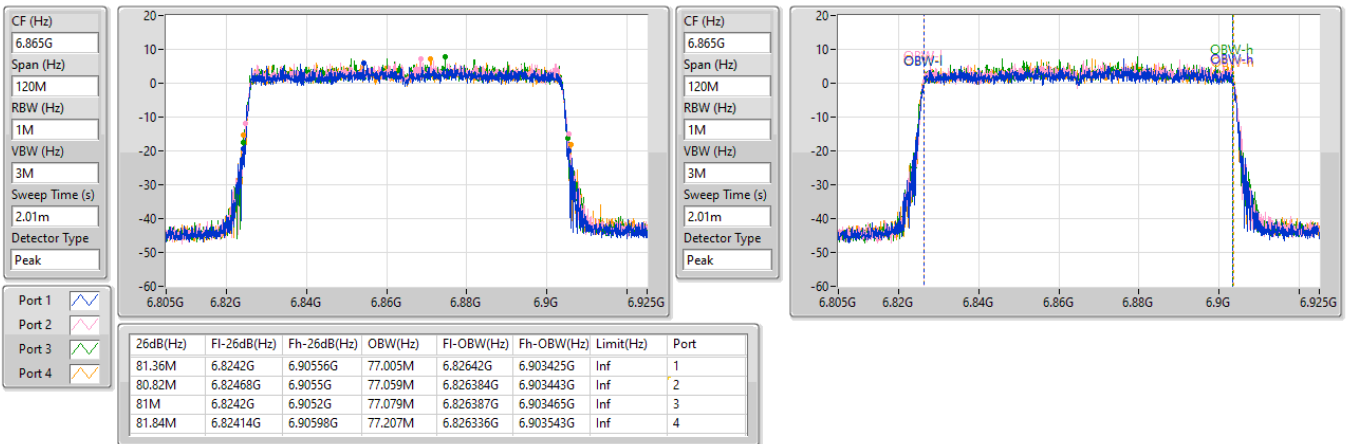 CF (Hz)
6.865G
Span (Hz)
120M
RBW (Hz)
1M
VBW (Hz)
3M
Sweep Time (s)
2.01m
Detector Type
Peak
20
10
0
-10
-20
-30
-40
-50
-60
6.805G 6.82G 6.84G 6.86G 6.88G 6.9G 6.925G
CF (Hz)
6.865G
Span (Hz)
120M
RBW (Hz)
1M
VBW (Hz)
3M
Sweep Time (s)
2.01m
Detector Type
Peak
20
10
0
-10
-20
-30
-40
-50
-60
OBW-l
OBW-h
OBW-h
6.805G 6.82G 6.84G 6.86G 6.88G 6.9G 6.925G
Port 1
Port 2
Port 3
Port 4
26dB(Hz) Fl-26dB(Hz) Fh-26dB(Hz) OBW(Hz) Fl-OBW(Hz) Fh-OBW(Hz) Limit(Hz) Port
81.36M 6.8242G 6.90556G 77.005M 6.82642G 6.903425G Inf 1
80.82M 6.82468G 6.9055G 77.059M 6.826384G 6.903443G Inf 2
81M 6.8242G 6.9052G 77.079M 6.826387G 6.903465G Inf 3
81.84M 6.82414G 6.90598G 77.207M 6.826336G 6.903543G Inf 4